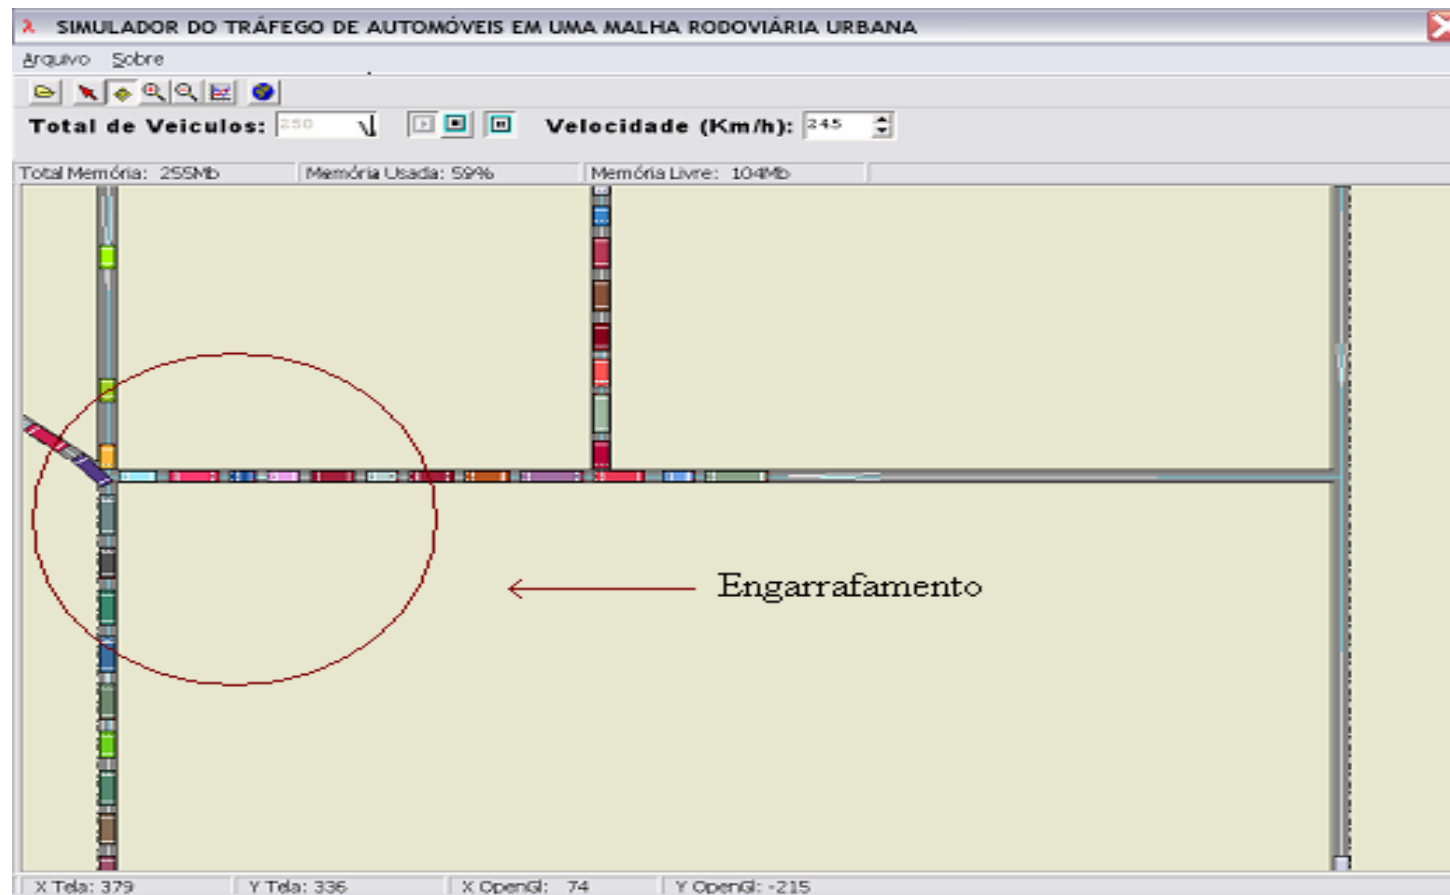 SIMULADOR DO TRÁFEGO DE AUTOMÓVEIS EM UMA MALHA RODOVIÁRIA URBANA
Arquivo Sobre
Total de Veiculos: 250 Velocidade (Km/h): 245
Total Memória: 255Mb Memória Usada: 59% Memória Livre: 104Mb
Engarrafamento
X Tela: 379 Y Tela: 336 X OpenGl: 74 Y OpenGl: -215